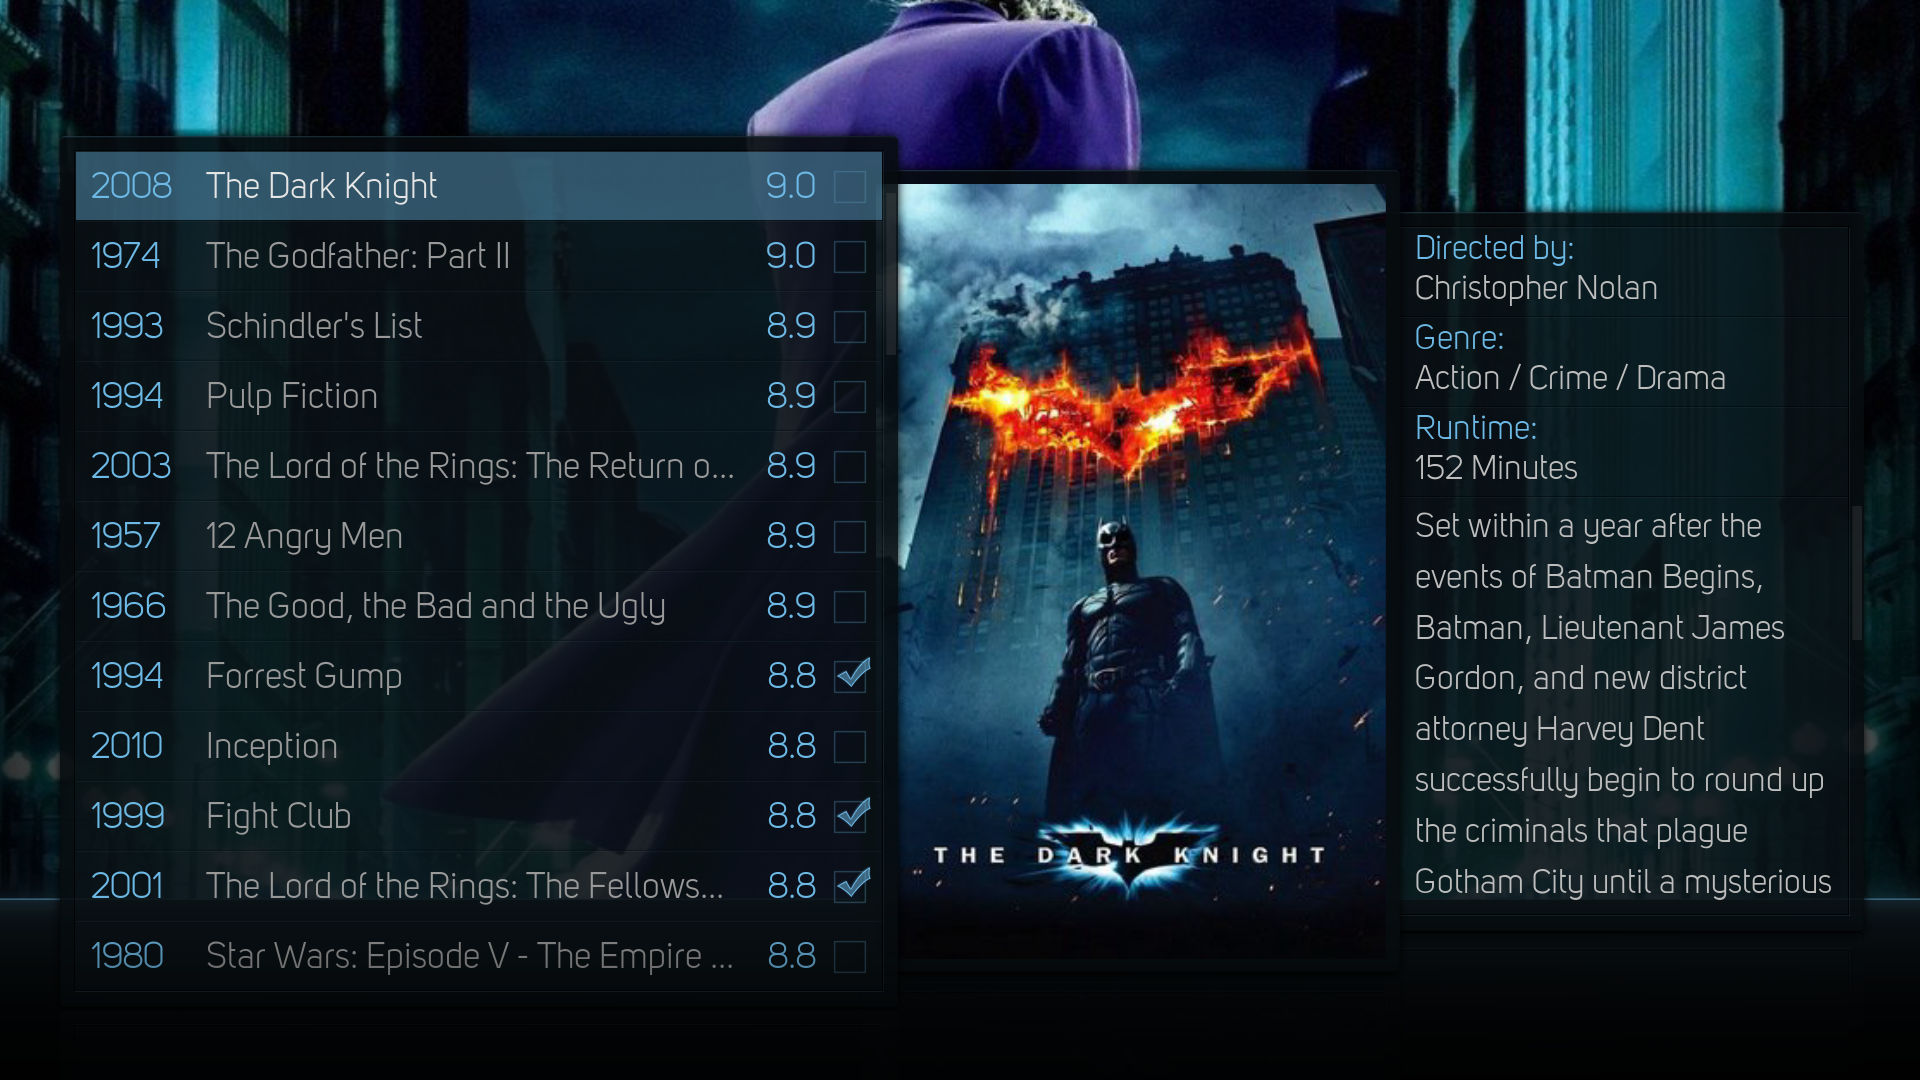 2008 The Dark Knight 9.0
1974 The Godfather: Part II 9.0
1993 Schindler's List 8.9
1994 Pulp Fiction 8.9
2003 The Lord of the Rings: The Return o... 8.9
1957 12 Angry Men 8.9
1966 The Good, the Bad and the Ugly 8.9
1994 Forrest Gump 8.8
2010 Inception 8.8
1999 Fight Club 8.8
2001 The Lord of the Rings: The Fellows... 8.8
1980 Star Wars: Episode V - The Empire ... 8.8
THE DARK KNIGHT
Directed by:
Christopher Nolan
Genre:
Action / Crime / Drama
Runtime:
152 Minutes
Set within a year after the
events of Batman Begins,
Batman, Lieutenant James
Gordon, and new district
attorney Harvey Dent
successfully begin to round up
the criminals that plague
Gotham City until a mysterious